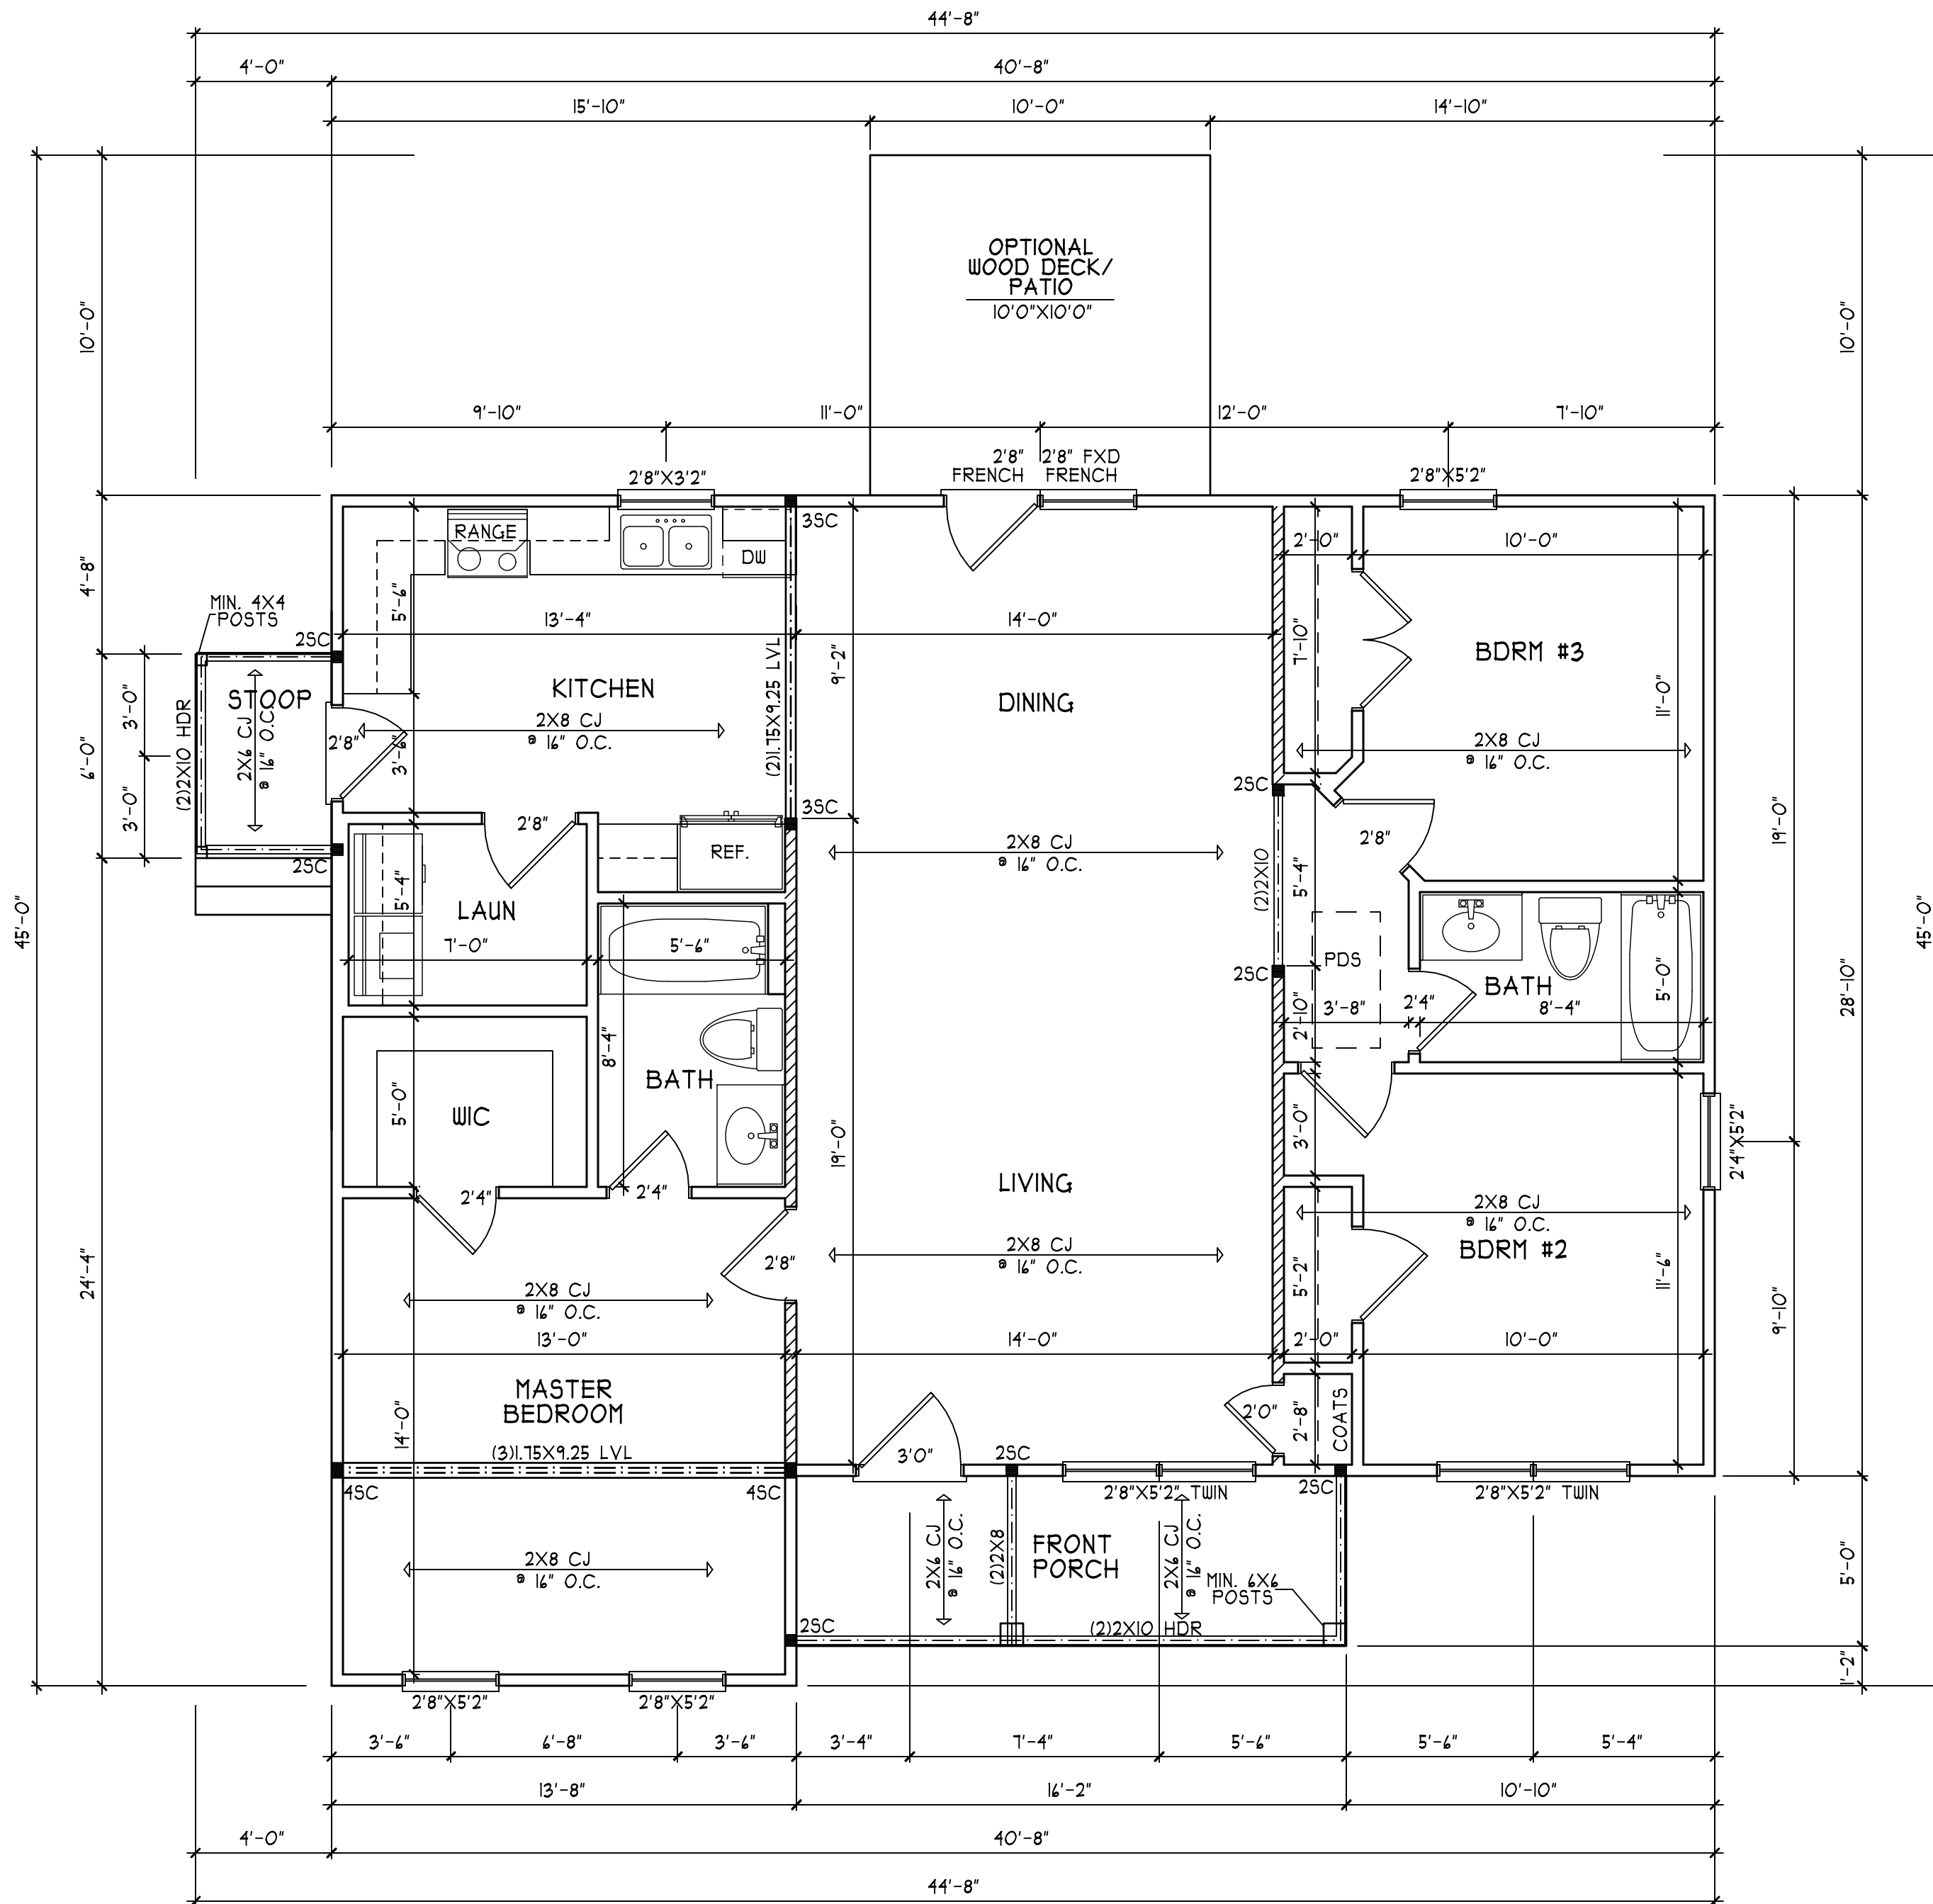 44'-8"
4'-0"
40'-8"
15'-10"
10'-0"
14'-10"
OPTIONAL
WOOD DECK/
PATIO
10'0"X10'0"
10'-0"
10'-0"
9'-10"
11'-0"
12'-0"
7'-10"
2'8"X3'2"
2'8"
FRENCH
2'8" FXD
FRENCH
2'8"X5'2"
4'-8"
RANGE
DW
3SC
2'-0"
10'-0"
MIN. 4X4
POSTS
2SC
5'-6"
13'-4"
14'-0"
7'-10"
BDRM #3
11'-0"
6'-0"
3'-0"
3'-0"
(2)2X10 HDR
STOOP
2X6 CJ
@ 16" O.C.
2'8"
3'-6"
KITCHEN
2X8 CJ
@ 16" O.C.
(2)1.75X9.25 LVL
9'-2"
DINING
2X8 CJ
@ 16" O.C.
19'-0"
2SC
3SC
2'8"
2'8"
REF.
2X8 CJ
@ 16" O.C.
(2)2X10
5'-4"
2SC
45'-0"
5'-4"
LAUN
7'-0"
5'-6"
PDS
2SC
3'-8"
2'4"
BATH
8'-4"
5'-0"
45'-0"
28'-10"
2'-10"
8'-4"
BATH
WIC
5'-0"
19'-0"
3'-0"
2'4"X5'2"
2'4"
2'4"
LIVING
2X8 CJ
@ 16" O.C.
BDRM #2
24'-4"
2'8"
2X8 CJ
@ 16" O.C.
2X8 CJ
@ 16" O.C.
5'-2"
11'-6"
9'-10"
13'-0"
14'-0"
2'-0"
10'-0"
MASTER
BEDROOM
14'-0"
(3)1.75X9.25 LVL
2'0"
2'-8"
COATS
3'0"
2SC
4SC
4SC
2'8"X5'2" TWIN
2SC
2'8"X5'2" TWIN
2X8 CJ
@ 16" O.C.
2X6 CJ
@ 16" O.C.
(2)2X8
FRONT
PORCH
2X6 CJ
@ 16" O.C.
MIN. 6X6
POSTS
5'-0"
2SC
(2)2X10 HDR
1'-2"
2'8"X5'2"
2'8"X5'2"
3'-6"
6'-8"
3'-6"
3'-4"
7'-4"
5'-6"
5'-6"
5'-4"
13'-8"
16'-2"
10'-10"
4'-0"
40'-8"
44'-8"